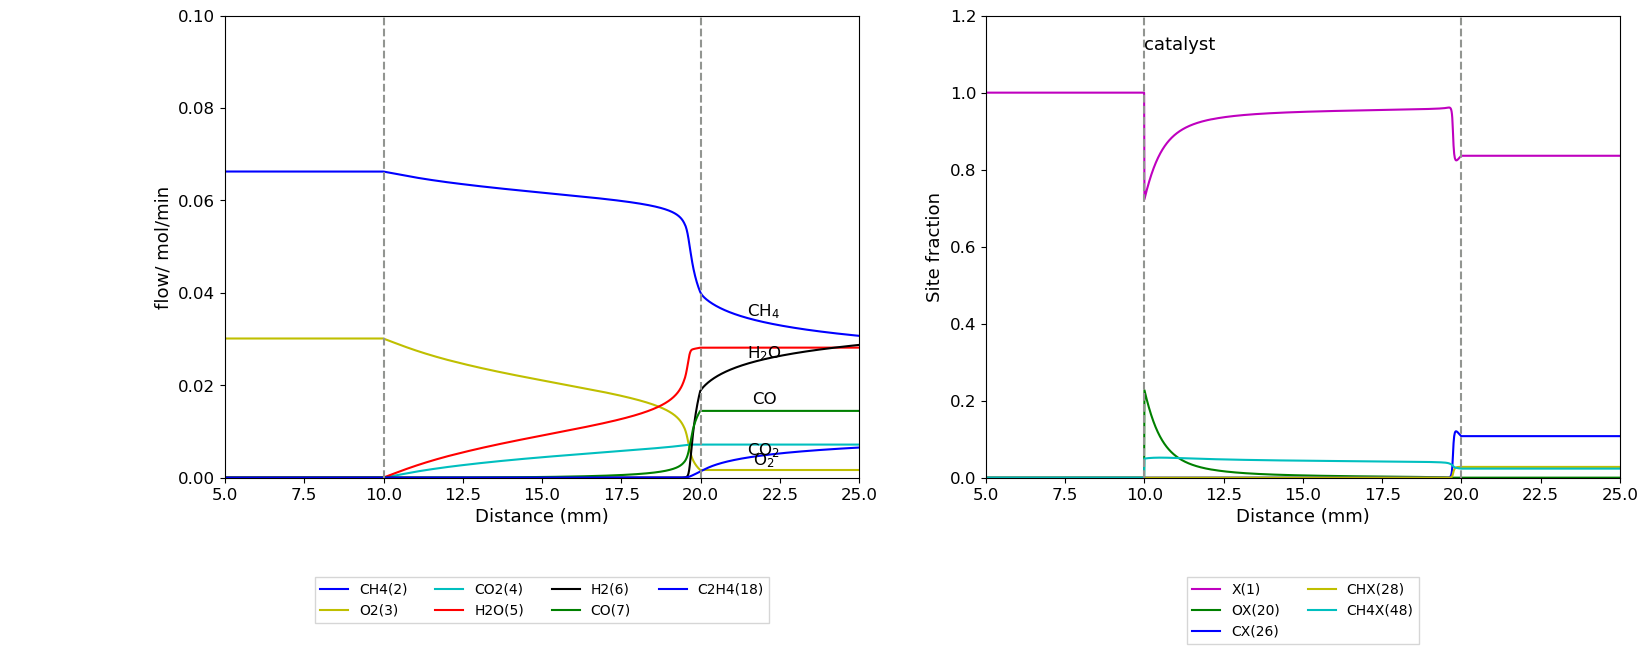 0.10
0.08
0.06
0.04
0.02
0.00
flow/ mol/min
CH4
H2O
CO
CO2
O2
5.0 7.5 10.0 12.5 15.0 17.5 20.0 22.5 25.0
Distance (mm)
CH4(2) CO2(4) H2(6) C2H4(18)
O2(3) H2O(5) CO(7)
1.2
1.0
0.8
0.6
0.4
0.2
0.0
Site fraction
catalyst
5.0 7.5 10.0 12.5 15.0 17.5 20.0 22.5 25.0
Distance (mm)
X(1) CHX(28)
OX(20) CH4X(48)
CX(26)